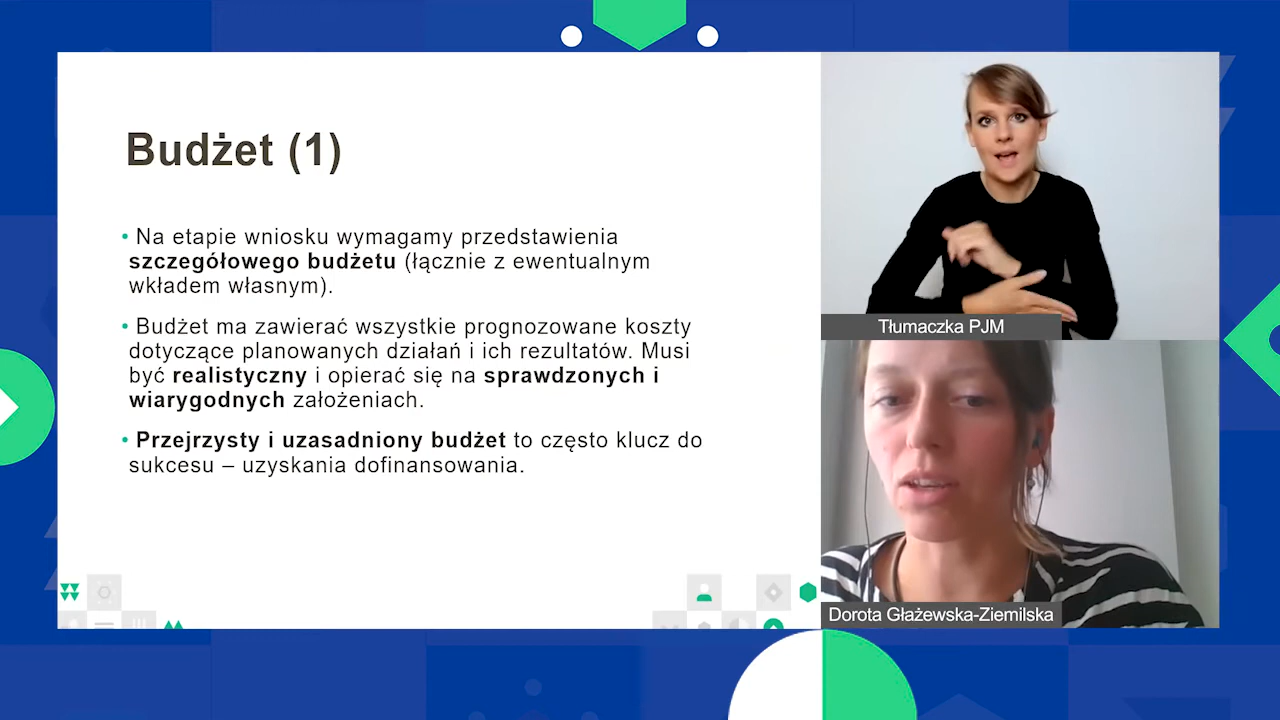 Budżet (1)
• Na etapie wniosku wymagamy przedstawienia
szczegółowego budżetu (łącznie z ewentualnym
wkładem własnym).
• Budżet ma zawierać wszystkie prognozowane koszty
dotyczące planowanych działań i ich rezultatów. Musi
być realistyczny i opierać się na sprawdzonych i
wiarygodnych założeniach.
• Przejrzysty i uzasadniony budżet to często klucz do
sukcesu – uzyskania dofinansowania.
Tłumaczka PJM
Dorota Głażewska-Ziemilska